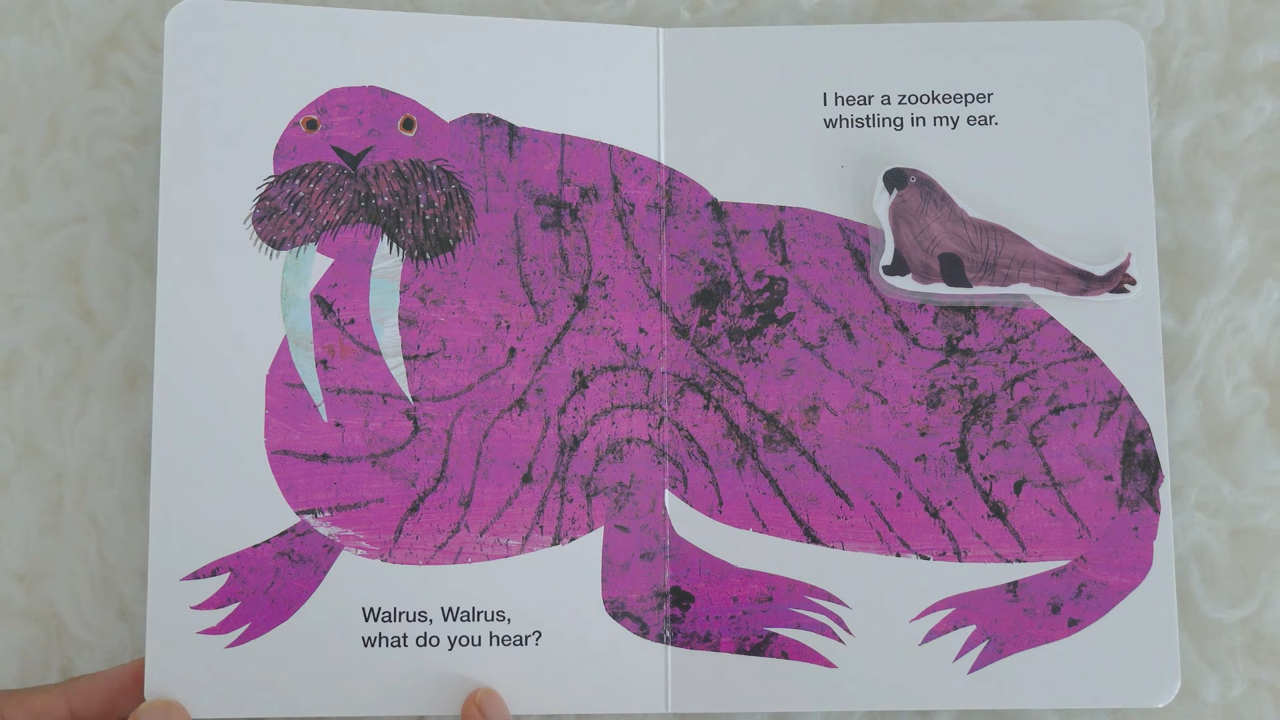 Walrus, Walrus,
what do you hear?
I hear a zookeeper
whistling in my ear.